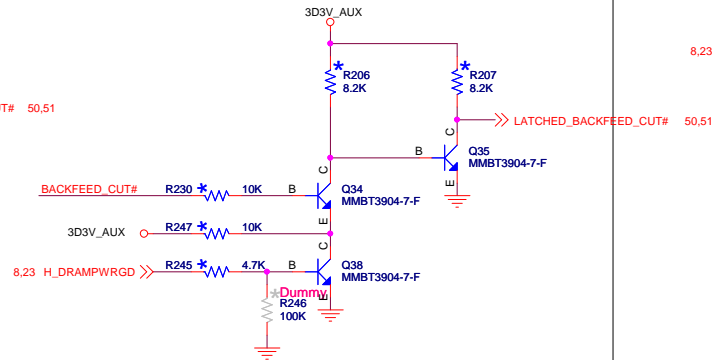 3D3V_AUX
8,23
R206
8.2K
R207
8.2K
T# 50,51
LATCHED_BACKFEED_CUT# 50,51
C
B
Q35
MMBT3904-7-F
E
C
BACKFEED_CUT# R230 10K B
Q34
MMBT3904-7-F
E
3D3V_AUX R247 10K
C
8,23 H_DRAMPWRGD R245 4.7K B
Q38
MMBT3904-7-F
E
Dummy
R246
100K